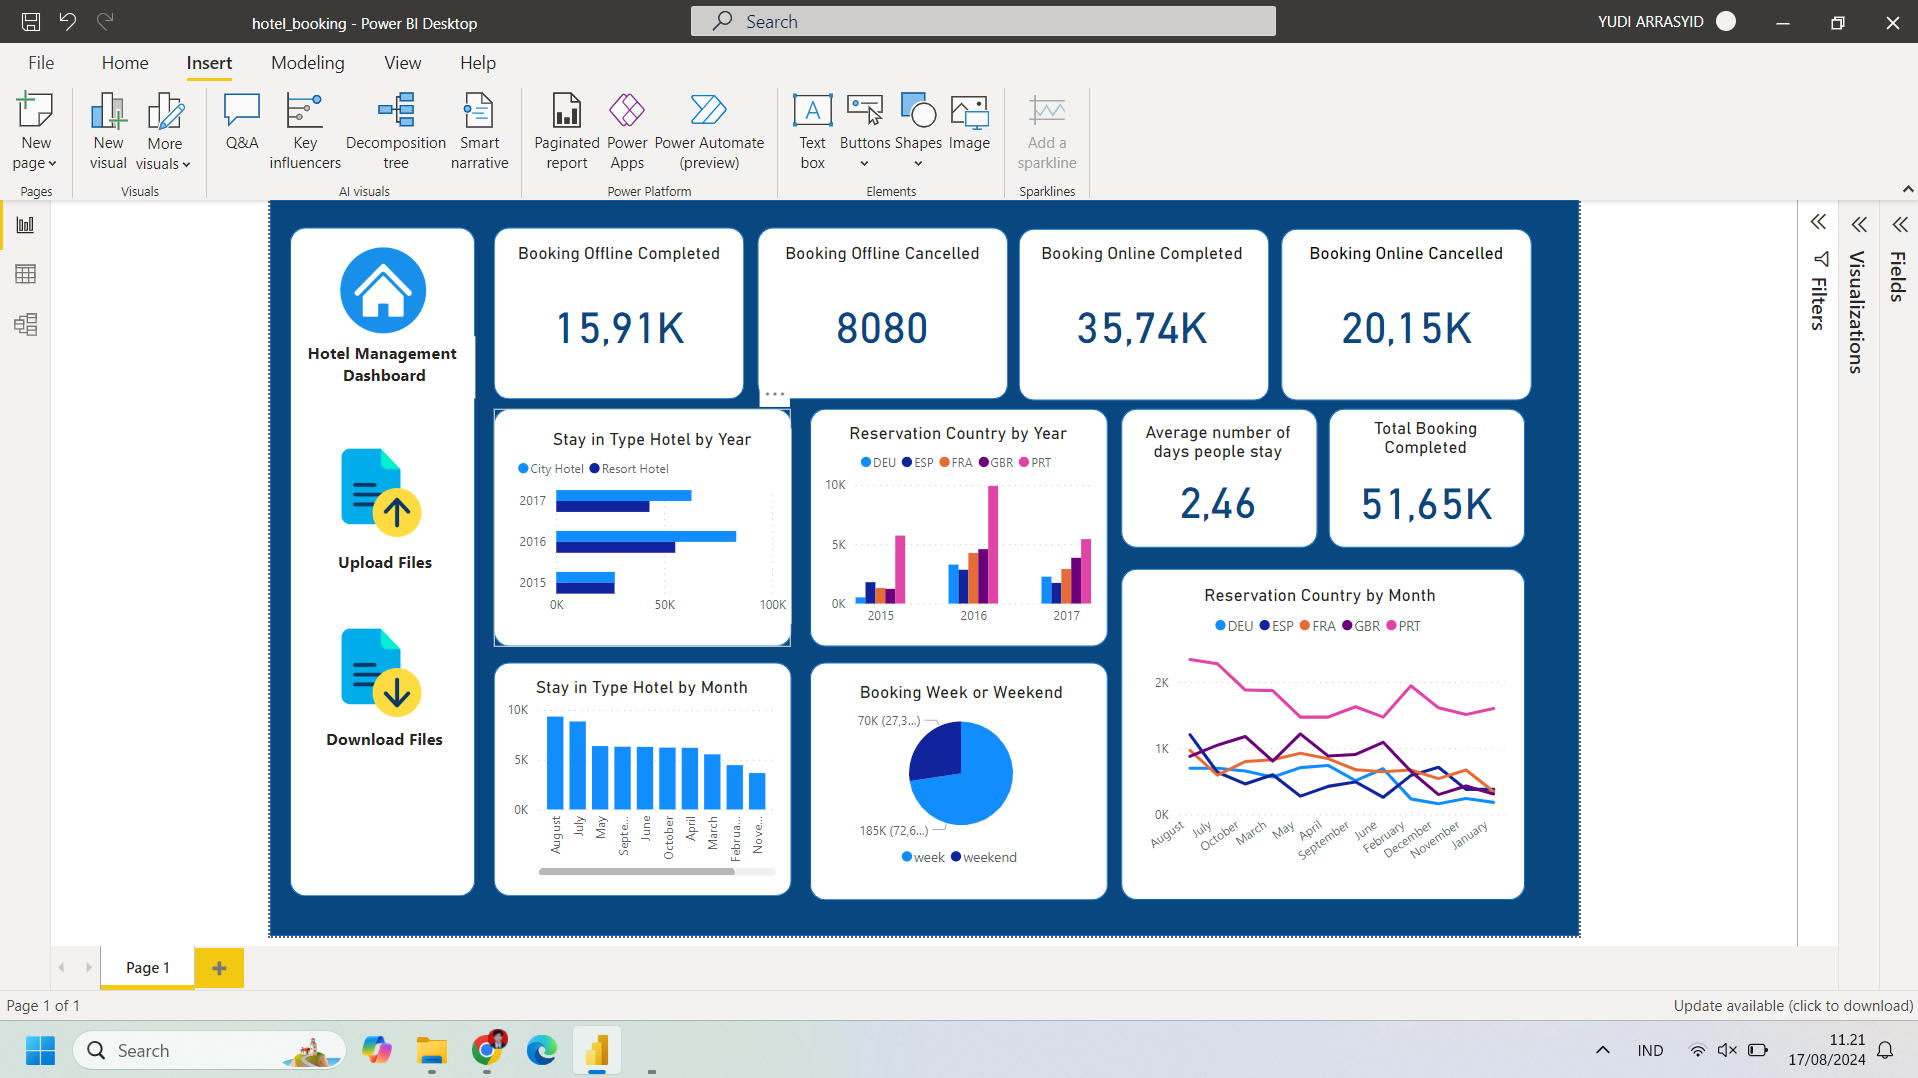 hotel_booking - Power BI Desktop
Search
YUDI ARRASYID
File
Home
Insert
Modeling
View
Help
New page
New visual
More visuals
Q&A
Key influencers
Decomposition tree
Smart narrative
Paginated report
Power Apps
Power Automate (preview)
Text box
Buttons
Shapes
Image
Add a sparkline
Pages
Visuals
AI visuals
Power Platform
Elements
Sparklines
Hotel Management
Dashboard
Upload Files
Download Files
Booking Offline Completed
15,91K
Booking Offline Cancelled
8080
Booking Online Completed
35,74K
Booking Online Cancelled
20,15K
Stay in Type Hotel by Year
City Hotel
Resort Hotel
2017
2016
2015
0K
50K
100K
Reservation Country by Year
DEU
ESP
FRA
GBR
PRT
10K
5K
0K
2015
2016
2017
Average number of
days people stay
2,46
Total Booking
Completed
51,65K
Stay in Type Hotel by Month
10K
5K
0K
August
July
May
Septe...
June
October
April
March
Februa...
Nove...
Booking Week or Weekend
70K (27,3...)
185K (72,6...)
week
weekend
Reservation Country by Month
DEU
ESP
FRA
GBR
PRT
2K
1K
0K
August
July
October
March
May
April
September
June
February
December
November
January
Filters
Visualizations
Fields
Page 1
Page 1 of 1
Update available (click to download)
Search
IND
11.21
17/08/2024